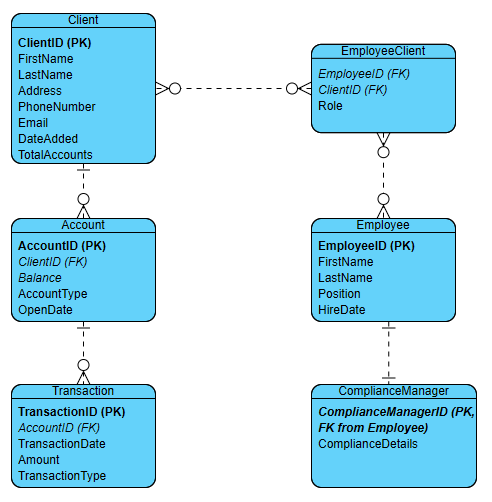 Client
ClientID (PK)
FirstName
LastName
Address
PhoneNumber
Email
DateAdded
TotalAccounts
EmployeeClient
EmployeeID (FK)
ClientID (FK)
Role
Account
AccountID (PK)
ClientID (FK)
Balance
AccountType
OpenDate
Employee
EmployeeID (PK)
FirstName
LastName
Position
HireDate
Transaction
TransactionID (PK)
AccountID (FK)
TransactionDate
Amount
TransactionType
ComplianceManager
ComplianceManagerID (PK,
FK from Employee)
ComplianceDetails